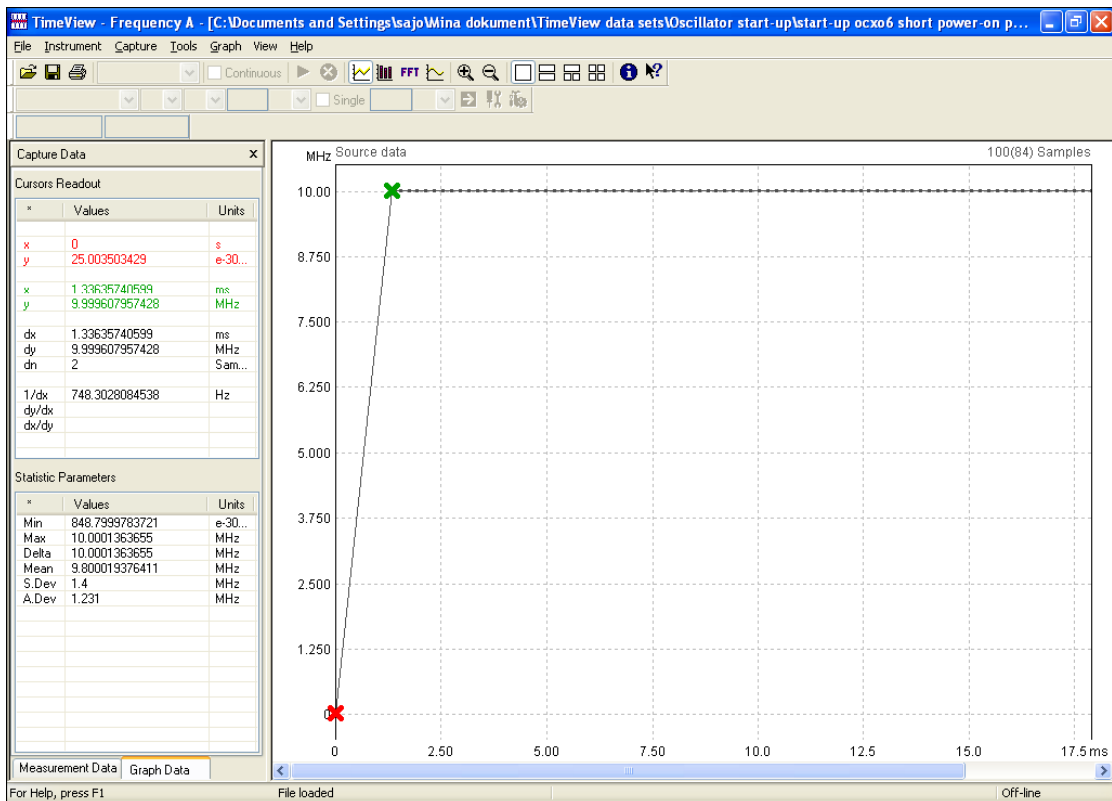 TimeView - Frequency A - [C:\Documents and Settings\sajo\Mina dokument\TimeView data sets\Oscillator start-up\start-up ocxo6 short power-on p...
File Instrument Capture Tools Graph View Help
Continuous FFT
Single
Capture Data x
Cursors Readout
* Values Units
x 0 s
y 25.003503429 e-30...
x 1.33635740599 ms
y 9.999607957428 MHz
dx 1.33635740599 ms
dy 9.999607957428 MHz
dn 2 Sam...
1/dx 748.3028084538 Hz
dy/dx
dx/dy
Statistic Parameters
* Values Units
Min 848.7999783721 e-30...
Max 10.0001363655 MHz
Delta 10.0001363655 MHz
Mean 9.800019376411 MHz
S.Dev 1.4 MHz
A.Dev 1.231 MHz
Measurement Data Graph Data
MHz Source data 100(84) Samples
10.00
8.750
7.500
6.250
5.000
3.750
2.500
1.250
0
0 2.50 5.00 7.50 10.0 12.5 15.0 17.5 ms
For Help, press F1 File loaded Off-line